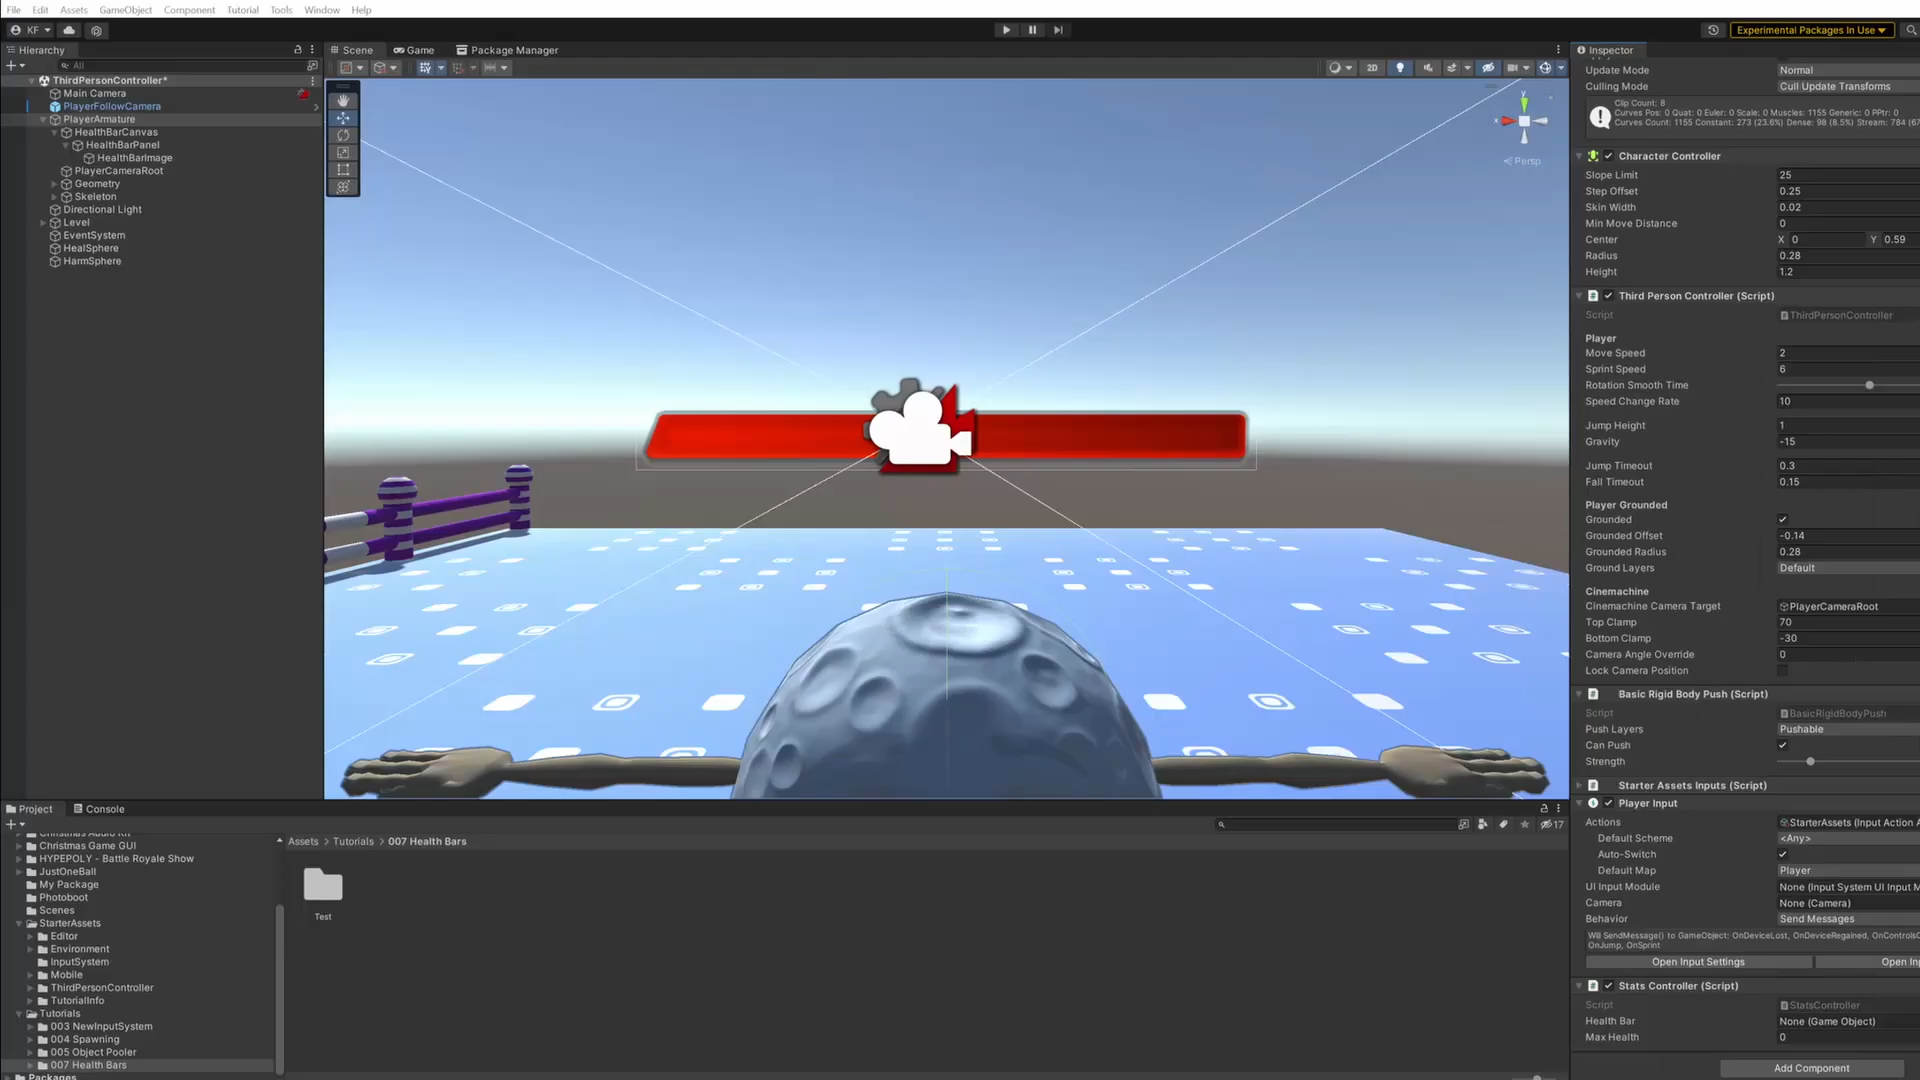 File Edit Assets GameObject Component Tutorial Tools Window Help
KF
Experimental Packages In Use
Hierarchy
All
ThirdPersonController*
Main Camera
PlayerFollowCamera
PlayerArmature
HealthBarCanvas
HealthBarPanel
HealthBarImage
PlayerCameraRoot
Geometry
Skeleton
Directional Light
Level
EventSystem
HealSphere
HarmSphere
Scene Game Package Manager
2D
y
x
Persp
Inspector
Update Mode Normal
Culling Mode Cull Update Transforms
Clip Count: 8
Curves Pos: 0 Quat: 0 Euler: 0 Scale: 0 Muscles: 1155 Generic: 0 PPtr: 0
Curves Count: 1155 Constant: 273 (23.6%) Dense: 98 (8.5%) Stream: 784 (67
Character Controller
Slope Limit 25
Step Offset 0.25
Skin Width 0.02
Min Move Distance 0
Center X 0 Y 0.59
Radius 0.28
Height 1.2
Third Person Controller (Script)
Script ThirdPersonController
Player
Move Speed 2
Sprint Speed 6
Rotation Smooth Time
Speed Change Rate 10
Jump Height 1
Gravity -15
Jump Timeout 0.3
Fall Timeout 0.15
Player Grounded
Grounded
Grounded Offset -0.14
Grounded Radius 0.28
Ground Layers Default
Cinemachine
Cinemachine Camera Target PlayerCameraRoot
Top Clamp 70
Bottom Clamp -30
Camera Angle Override 0
Lock Camera Position
Basic Rigid Body Push (Script)
Script BasicRigidBodyPush
Push Layers Pushable
Can Push
Strength
Starter Assets Inputs (Script)
Player Input
Actions StarterAssets (Input Action A
Default Scheme <Any>
Auto-Switch
Default Map Player
UI Input Module None (Input System UI Input M
Camera None (Camera)
Behavior Send Messages
Will SendMessage() to GameObject: OnDeviceLost, OnDeviceRegained, OnControlsC
OnJump, OnSprint
Open Input Settings Open In
Stats Controller (Script)
Script StatsController
Health Bar None (Game Object)
Max Health 0
Add Component
Project Console
17
Christmas Audio Kit
Christmas Game GUI
HYPEPOLY - Battle Royale Show
JustOneBall
My Package
Photoboot
Scenes
StarterAssets
Editor
Environment
InputSystem
Mobile
ThirdPersonController
TutorialInfo
Tutorials
003 NewInputSystem
004 Spawning
005 Object Pooler
007 Health Bars
Packages
Assets > Tutorials > 007 Health Bars
Test